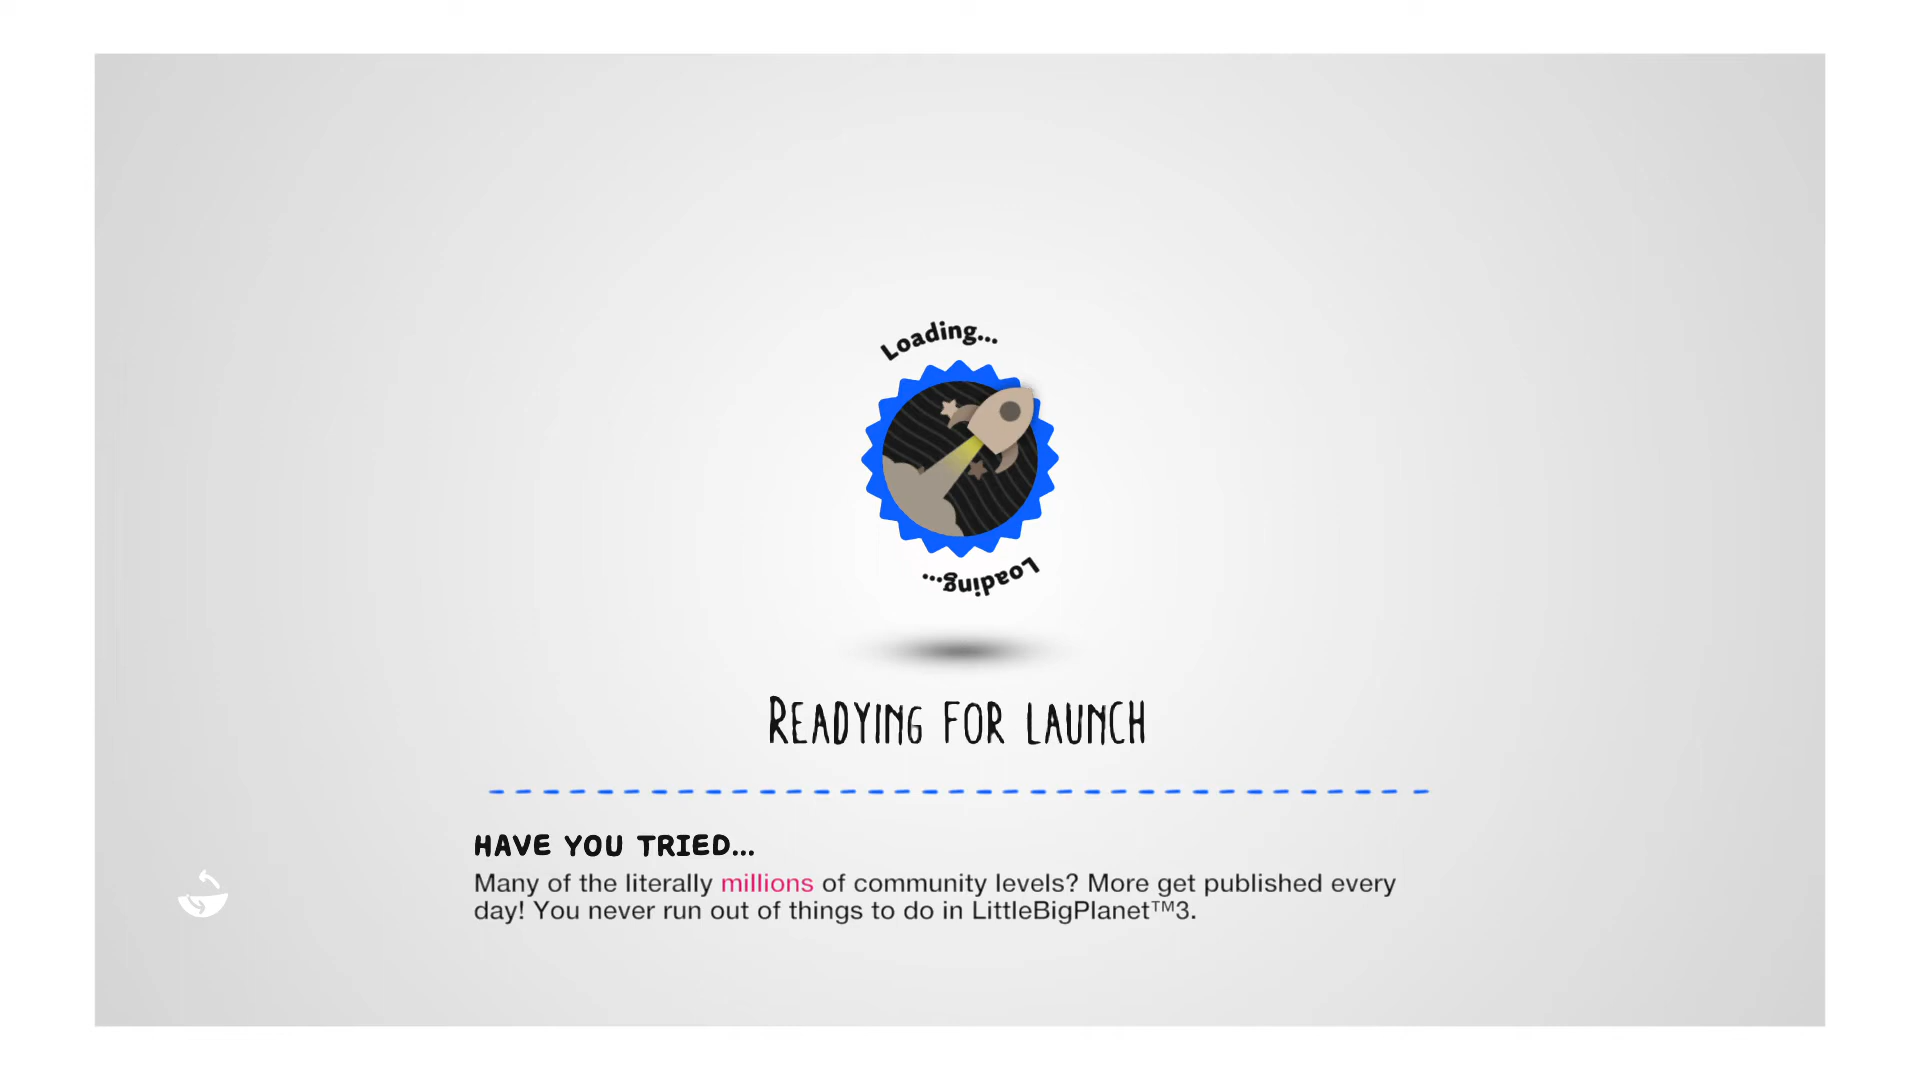 Loading...
Loading...
READYING FOR LAUNCH
HAVE YOU TRIED...
Many of the literally millions of community levels? More get published every
day! You never run out of things to do in LittleBigPlanet™3.